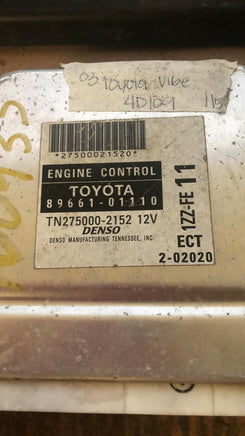 03 toyota Vibe
*27500021520*
ENGINE CONTROL
TOYOTA
89661-01110
TN275000-2152 12V
DENSO
DENSO MANUFACTURING TENNESSEE, INC.
1ZZ-FE 11
ECT
2-02020